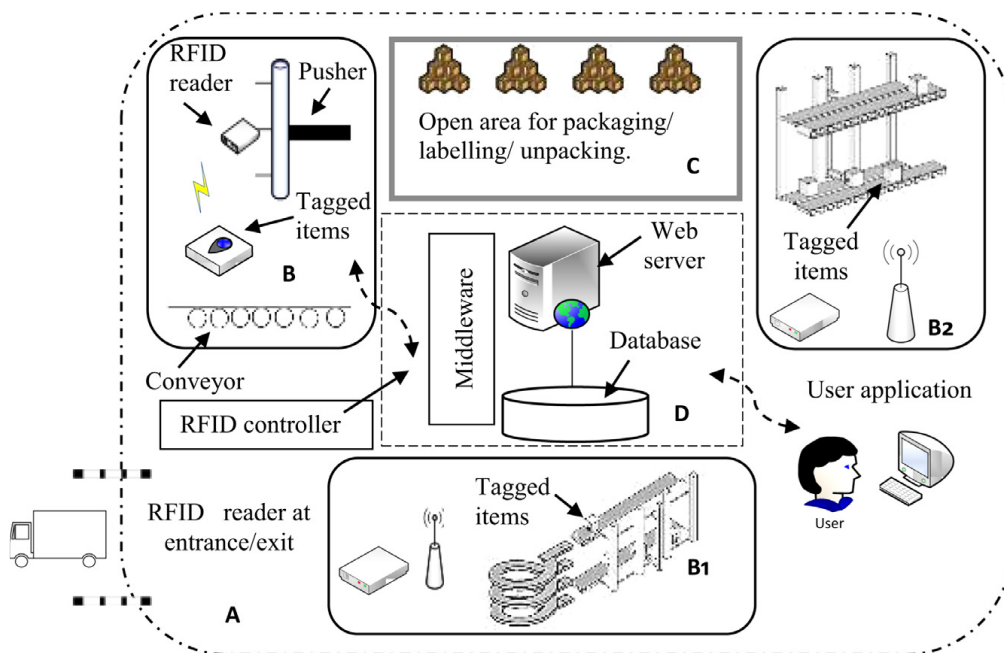 RFID
reader
Pusher
Tagged
items
B
Conveyor
Open area for packaging/
labelling/ unpacking.
C
Tagged
items
B2
Middleware
Web
server
Database
D
RFID controller
User application
User
RFID reader at
entrance/exit
A
Tagged
items
B1